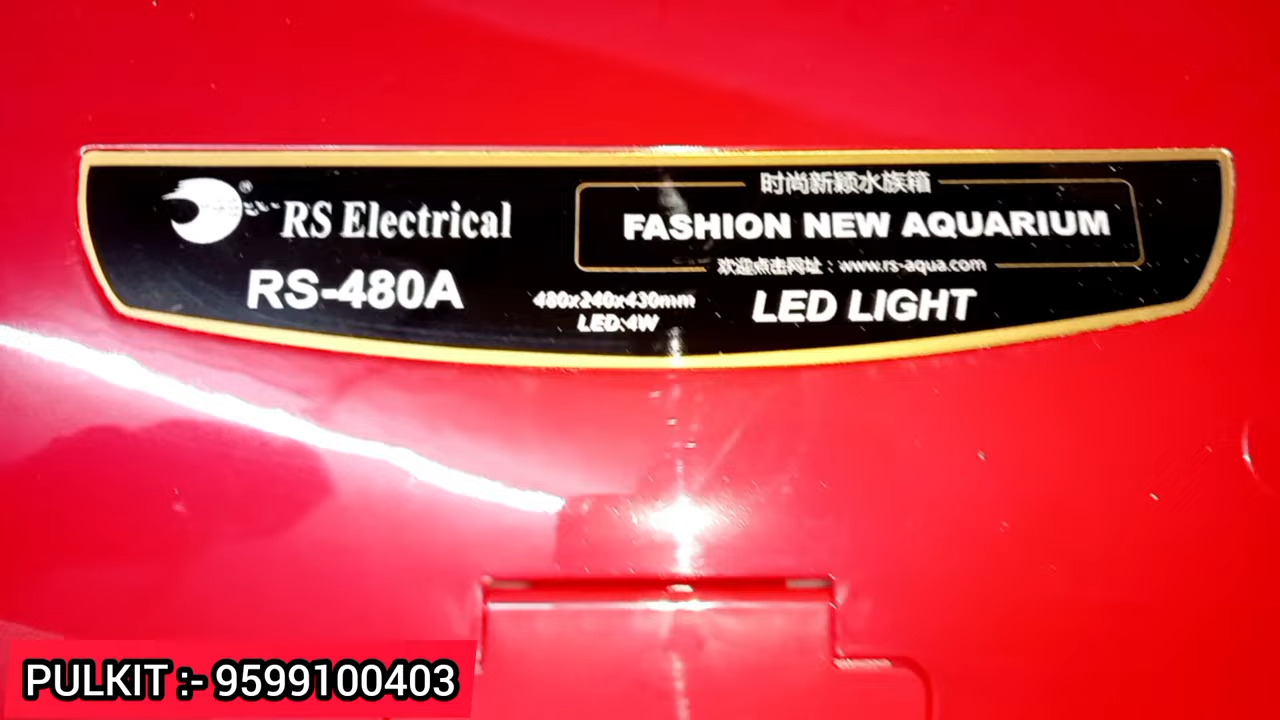 RS Electrical
RS-480A
时尚新颖水族箱
FASHION NEW AQUARIUM
欢迎点击网址：www.rs-aqua.com
480x240x430mm
LED:4W
LED LIGHT
PULKIT :- 9599100403